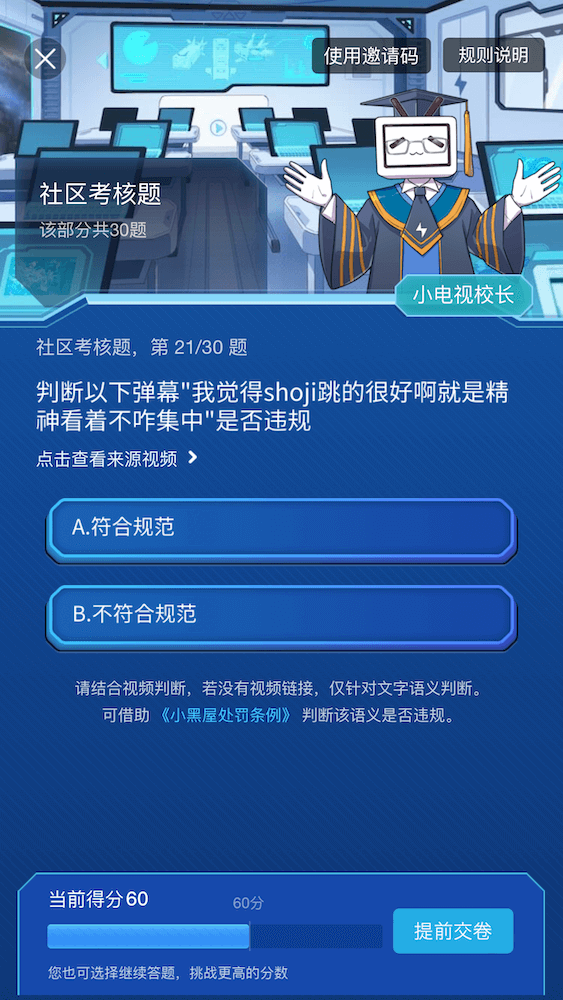 使用邀请码
规则说明
社区考核题
该部分共30题
小电视校长
社区考核题，第 21/30 题
判断以下弹幕"我觉得shoji跳的很好啊就是精
神看着不咋集中"是否违规
点击查看来源视频
A.符合规范
B.不符合规范
请结合视频判断，若没有视频链接，仅针对文字语义判断。
可借助《小黑屋处罚条例》判断该语义是否违规。
当前得分60
60分
提前交卷
您也可选择继续答题，挑战更高的分数